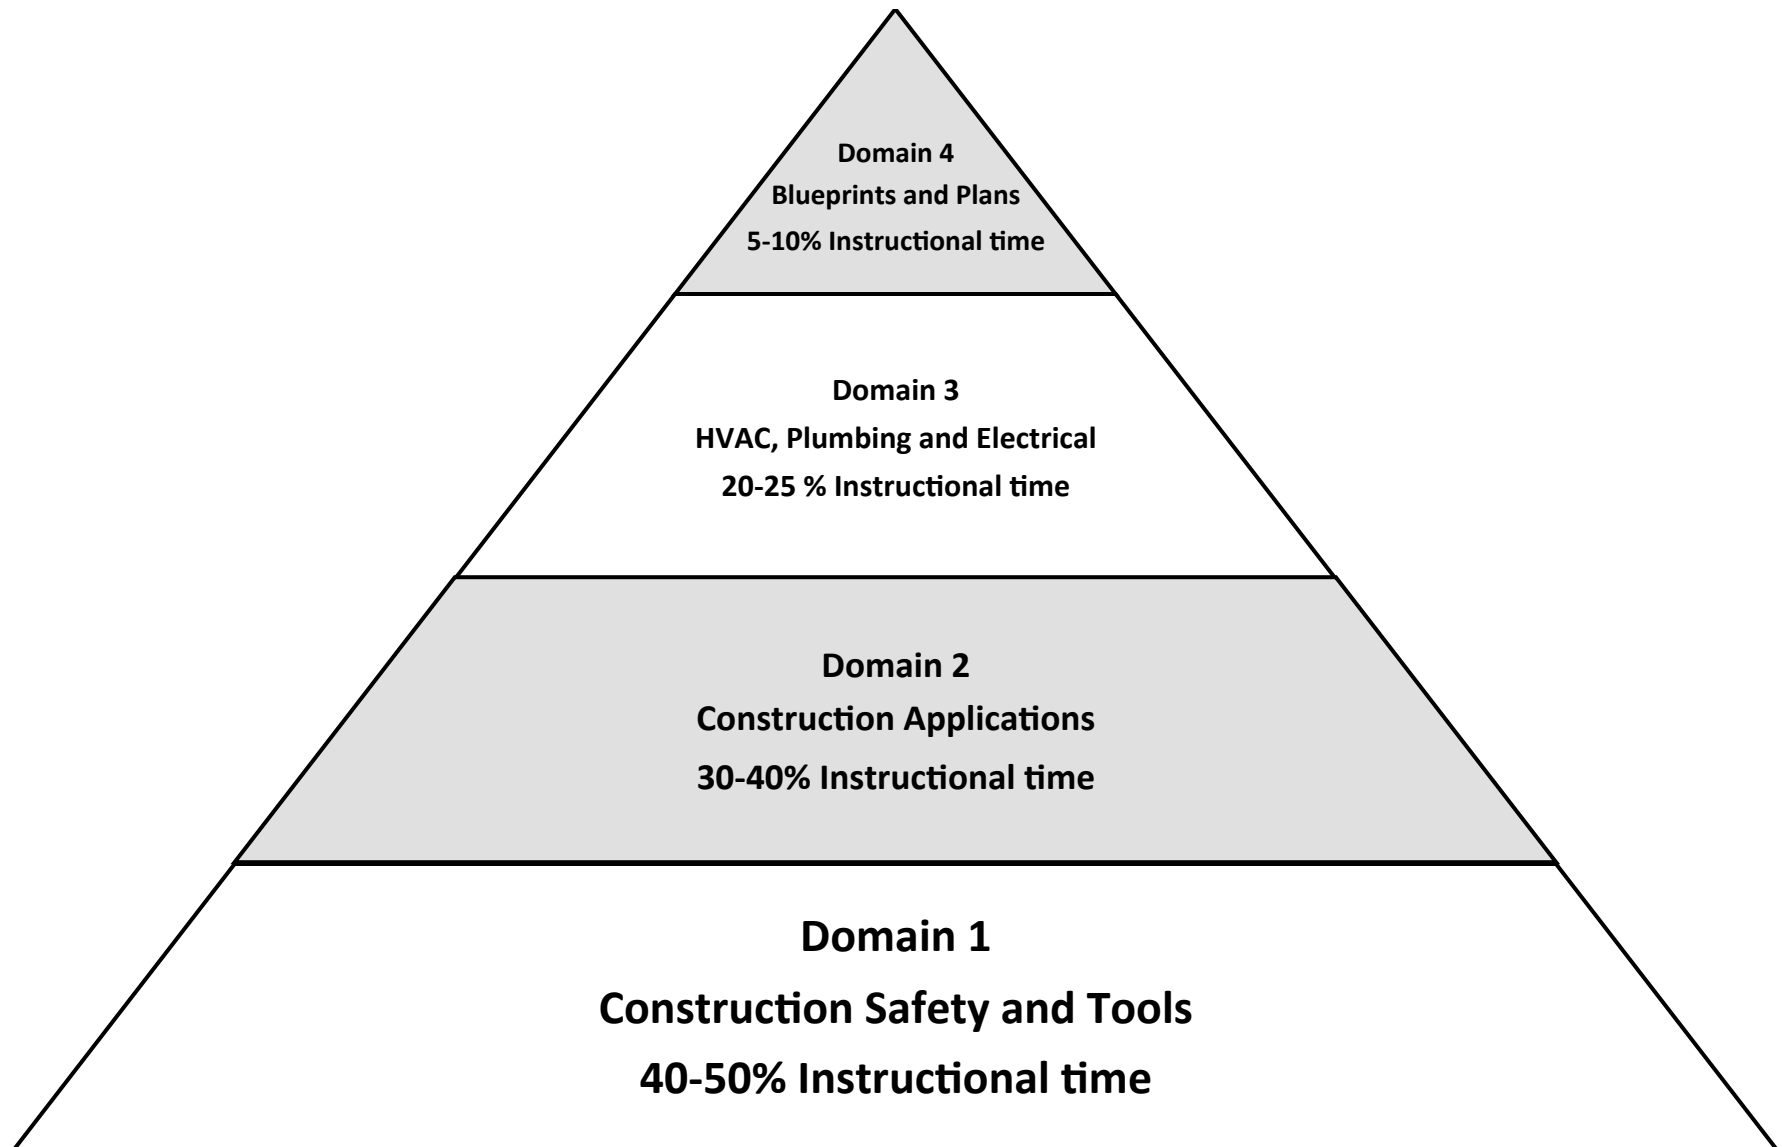 Domain 4
Blueprints and Plans
5-10% Instructional time
Domain 3
HVAC, Plumbing and Electrical
20-25 % Instructional time
Domain 2
Construction Applications
30-40% Instructional time
Domain 1
Construction Safety and Tools
40-50% Instructional time